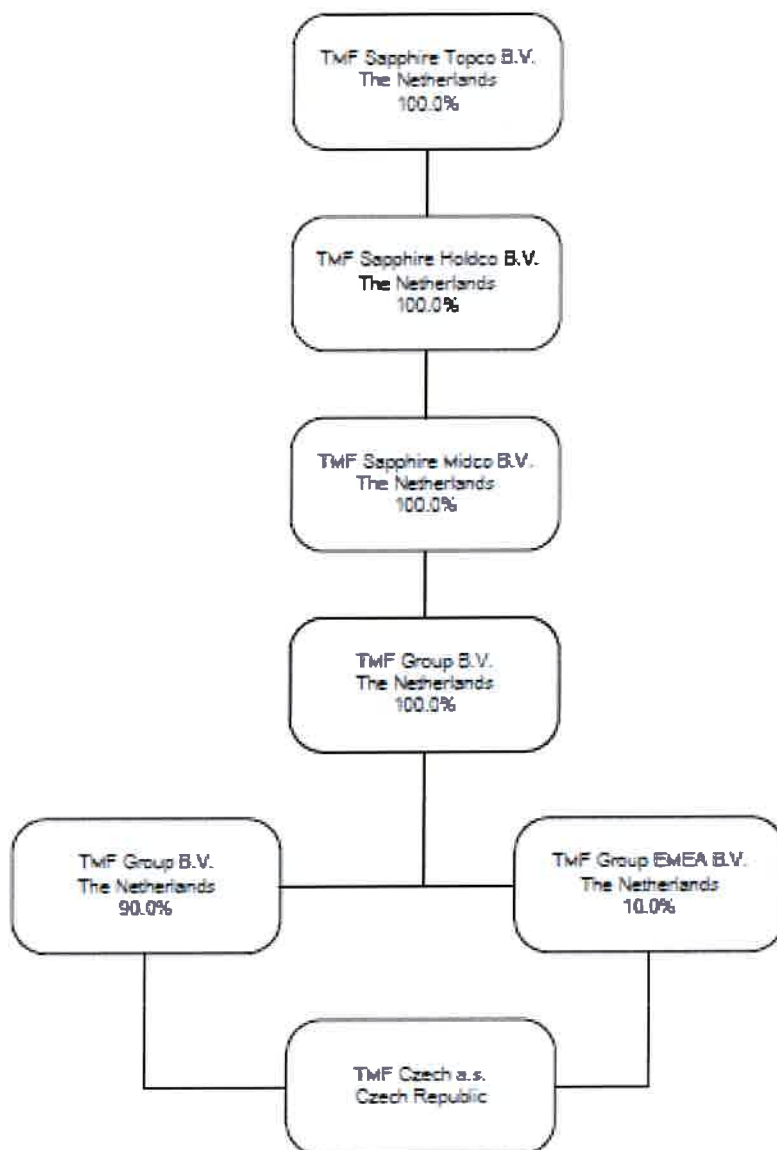 TMF Sapphire Topco B.V.
The Netherlands
100.0%
TMF Sapphire Holdco B.V.
The Netherlands
100.0%
TMF Sapphire Midco B.V.
The Netherlands
100.0%
TMF Group B.V.
The Netherlands
100.0%
TMF Group B.V.
The Netherlands
90.0%
TMF Group EMEA B.V.
The Netherlands
10.0%
TMF Czech a.s.
Czech Republic